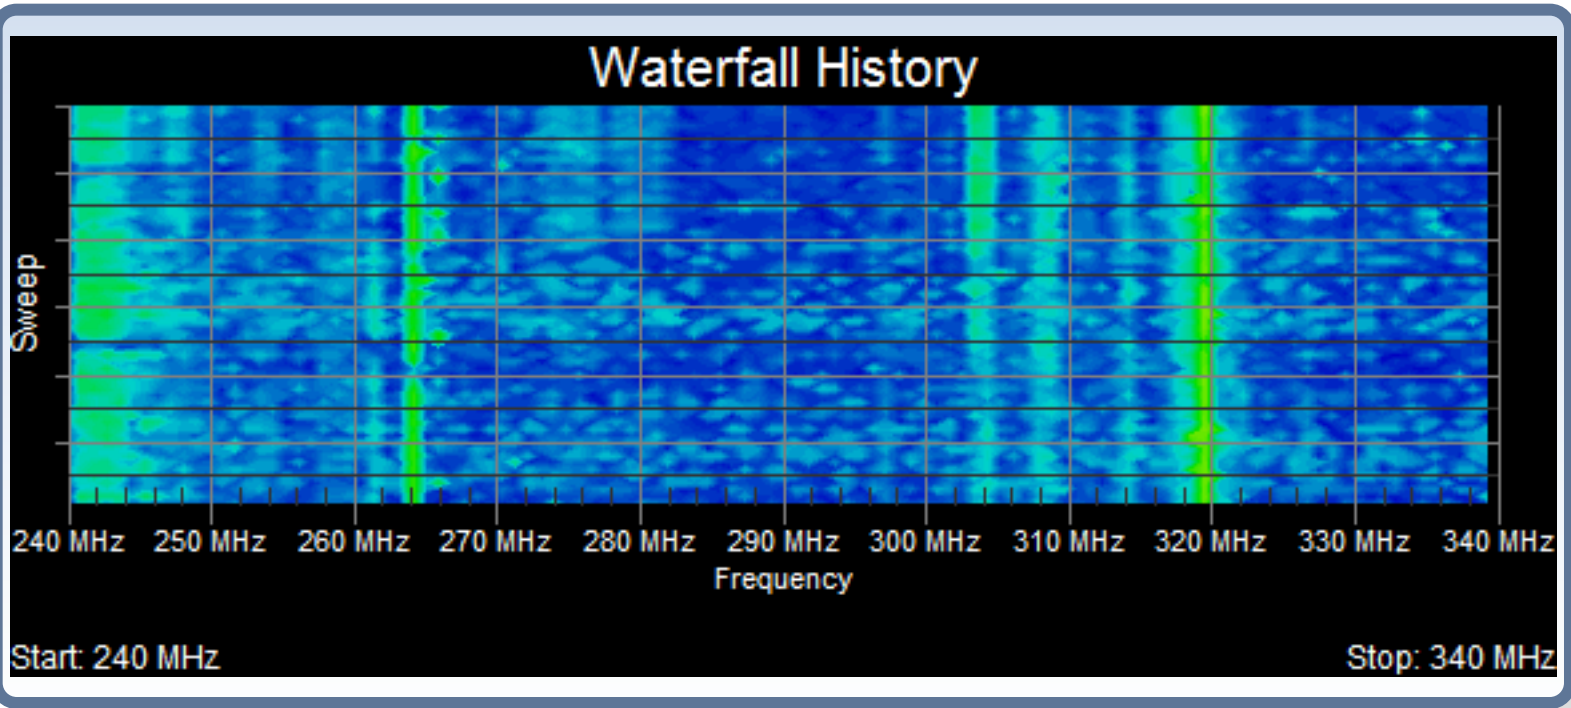 Waterfall History
Sweep
240 MHz 250 MHz 260 MHz 270 MHz 280 MHz 290 MHz 300 MHz 310 MHz 320 MHz 330 MHz 340 MHz
Frequency
Start: 240 MHz Stop: 340 MHz